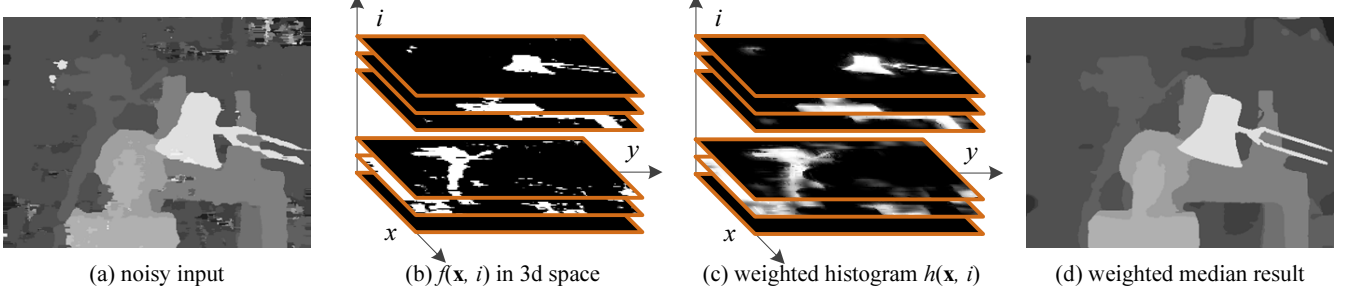 i
y
x
i
y
x
(a) noisy input
(b) f(x, i) in 3d space
(c) weighted histogram h(x, i)
(d) weighted median result